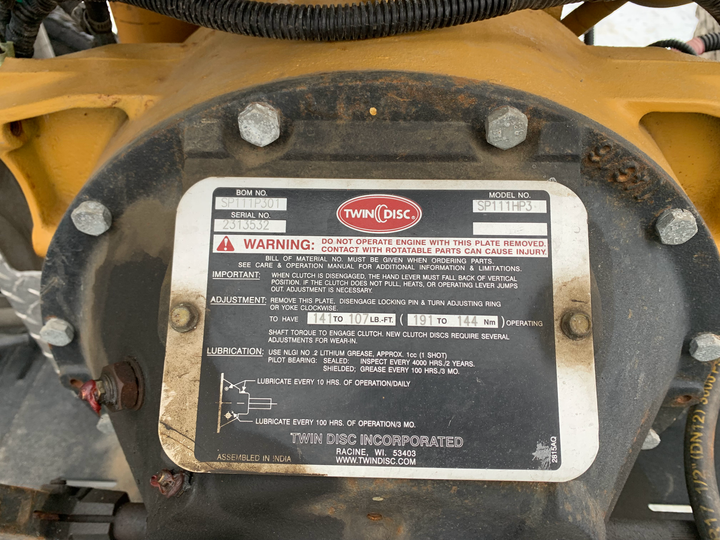 BOM NO.
SP111P301
SERIAL NO.
2313532
TWIN DISC ®
MODEL NO.
SP111HP3
WARNING: DO NOT OPERATE ENGINE WITH THIS PLATE REMOVED.
CONTACT WITH ROTATABLE PARTS CAN CAUSE INJURY.
BILL OF MATERIAL NO. MUST BE GIVEN WHEN ORDERING PARTS.
SEE CARE & OPERATION MANUAL FOR ADDITIONAL INFORMATION & LIMITATIONS.
IMPORTANT: WHEN CLUTCH IS DISENGAGED, THE HAND LEVER MUST FALL BACK OF VERTICAL
POSITION. IF THE CLUTCH DOES NOT PULL, HEATS, OR OPERATING LEVER JUMPS
OUT, ADJUSTMENT IS NECESSARY.
ADJUSTMENT: REMOVE THIS PLATE, DISENGAGE LOCKING PIN & TURN ADJUSTING RING
OR YOKE CLOCKWISE
TO HAVE 141 TO 107 LB.-FT. ( 191 TO 144 Nm ) OPERATING
SHAFT TORQUE TO ENGAGE CLUTCH. NEW CLUTCH DISCS REQUIRE SEVERAL
ADJUSTMENTS FOR WEAR-IN.
LUBRICATION: USE NLGI NO .2 LITHIUM GREASE, APPROX. 1cc (1 SHOT)
PILOT BEARING: SEALED: INSPECT EVERY 4000 HRS./2 YEARS.
SHIELDED; GREASE EVERY 100 HRS./3 MO.
LUBRICATE EVERY 10 HRS. OF OPERATION/DAILY
LUBRICATE EVERY 100 HRS. OF OPERATION/3 MO.
TWIN DISC INCORPORATED
RACINE, WI. 53403
WWW.TWINDISC.COM
ASSEMBLED IN INDIA
2815AQ
1/2" (DN12)